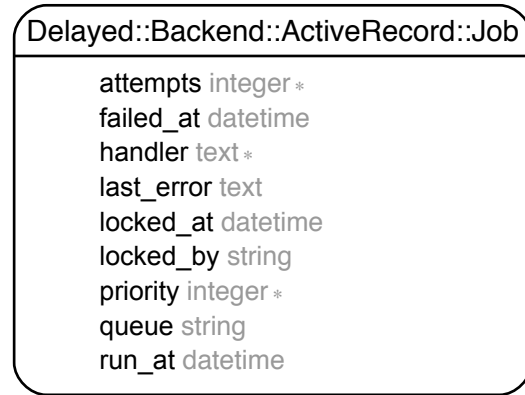 Delayed::Backend::ActiveRecord::Job
attempts integer *
failed_at datetime
handler text *
last_error text
locked_at datetime
locked_by string
priority integer *
queue string
run_at datetime